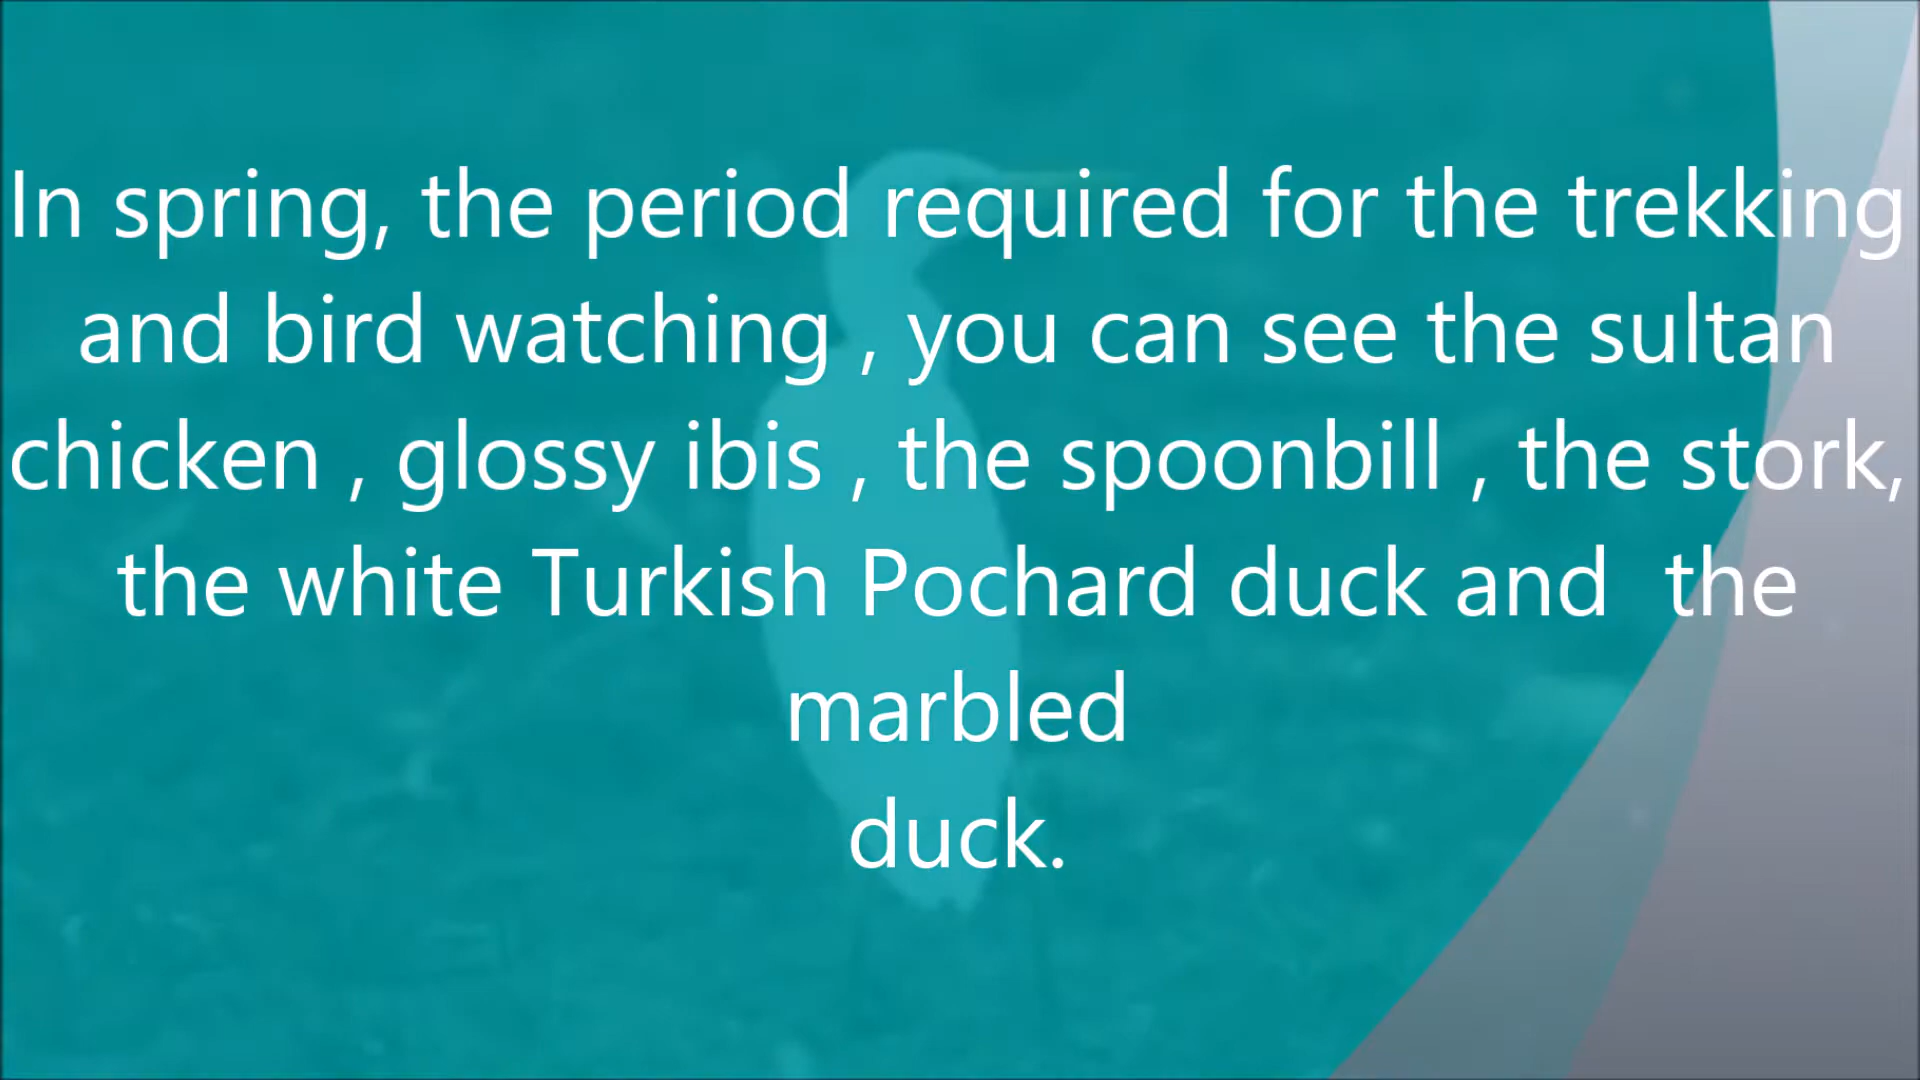 In spring, the period required for the trekking
and bird watching , you can see the sultan
chicken , glossy ibis , the spoonbill , the stork,
the white Turkish Pochard duck and  the
marbled
duck.